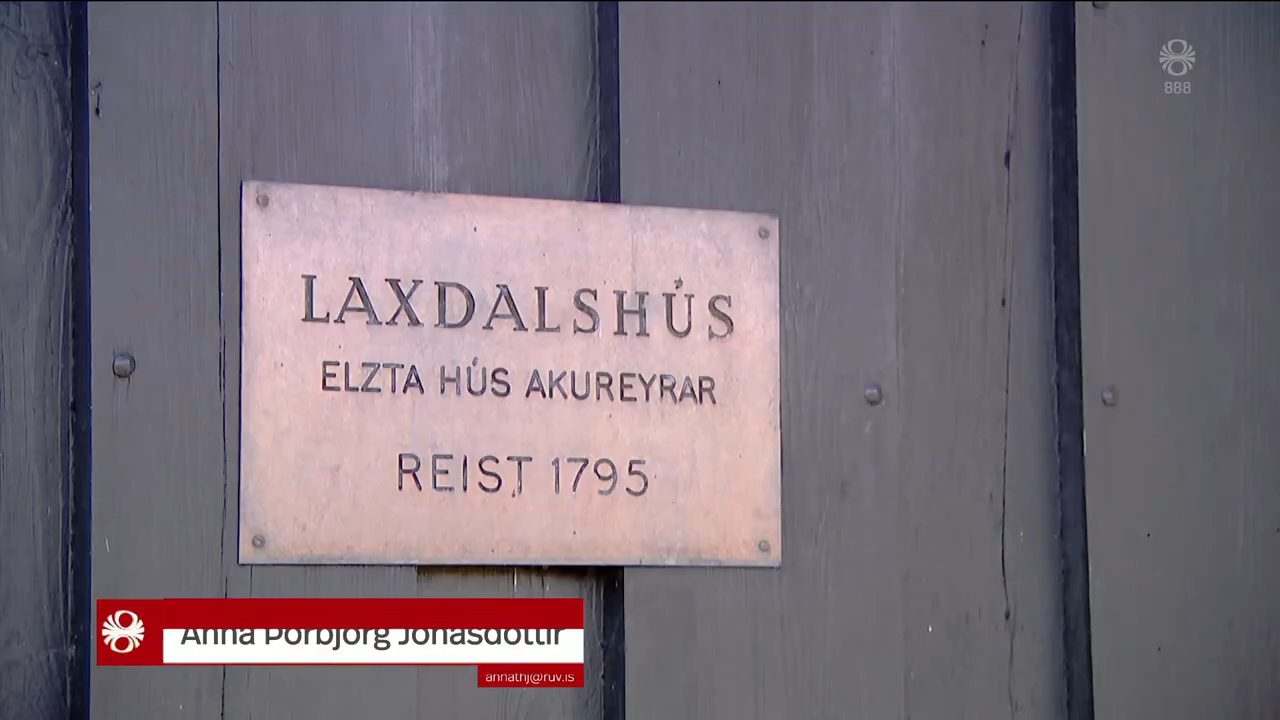 888
LAXDALSHÚS
ELZTA HÚS AKUREYRAR
REIST 1795
Anna Þorbjörg Jónasdóttir
annathj@ruv.is